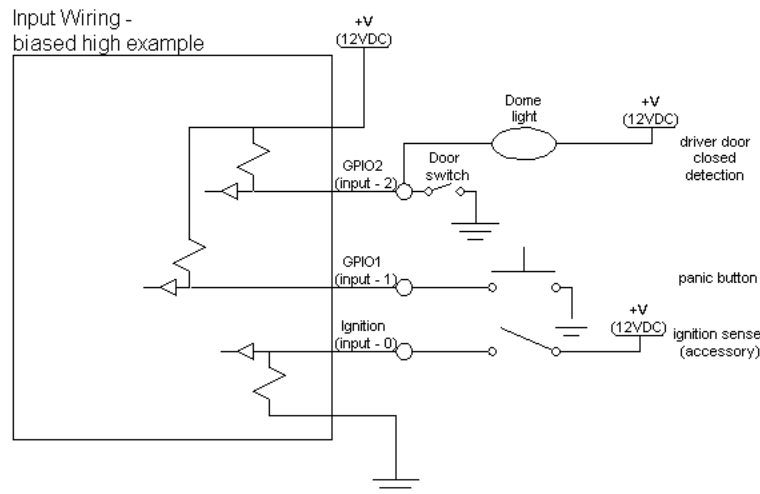 Input Wiring -
biased high example
+V
(12VDC)
Dome
light
+V
(12VDC)
driver door
closed
detection
GPIO2
(input - 2)
Door
switch
GPIO1
(input - 1)
panic button
Ignition
(input - 0)
+V
(12VDC)
ignition sense
(accessory)